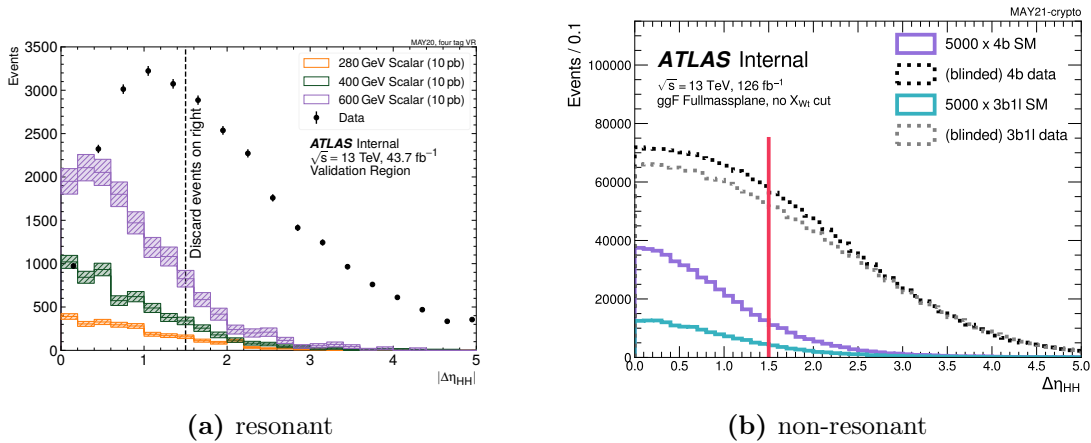 MAY20, four tag VR
Events
3500
3000
2500
2000
1500
1000
500
0
0
1
2
3
4
5
|Δη_HH|
280 GeV Scalar (10 pb)
400 GeV Scalar (10 pb)
600 GeV Scalar (10 pb)
Data
ATLAS Internal
√s = 13 TeV, 43.7 fb⁻¹
Validation Region
Discard events on right
(a) resonant
MAY21-crypto
Events / 0.1
120000
100000
80000
60000
40000
20000
0
0.0
0.5
1.0
1.5
2.0
2.5
3.0
3.5
4.0
4.5
5.0
Δη_HH
ATLAS Internal
√s = 13 TeV, 126 fb⁻¹
ggF Fullmassplane, no X_Wt cut
5000 x 4b SM
(blinded) 4b data
5000 x 3b1l SM
(blinded) 3b1l data
(b) non-resonant